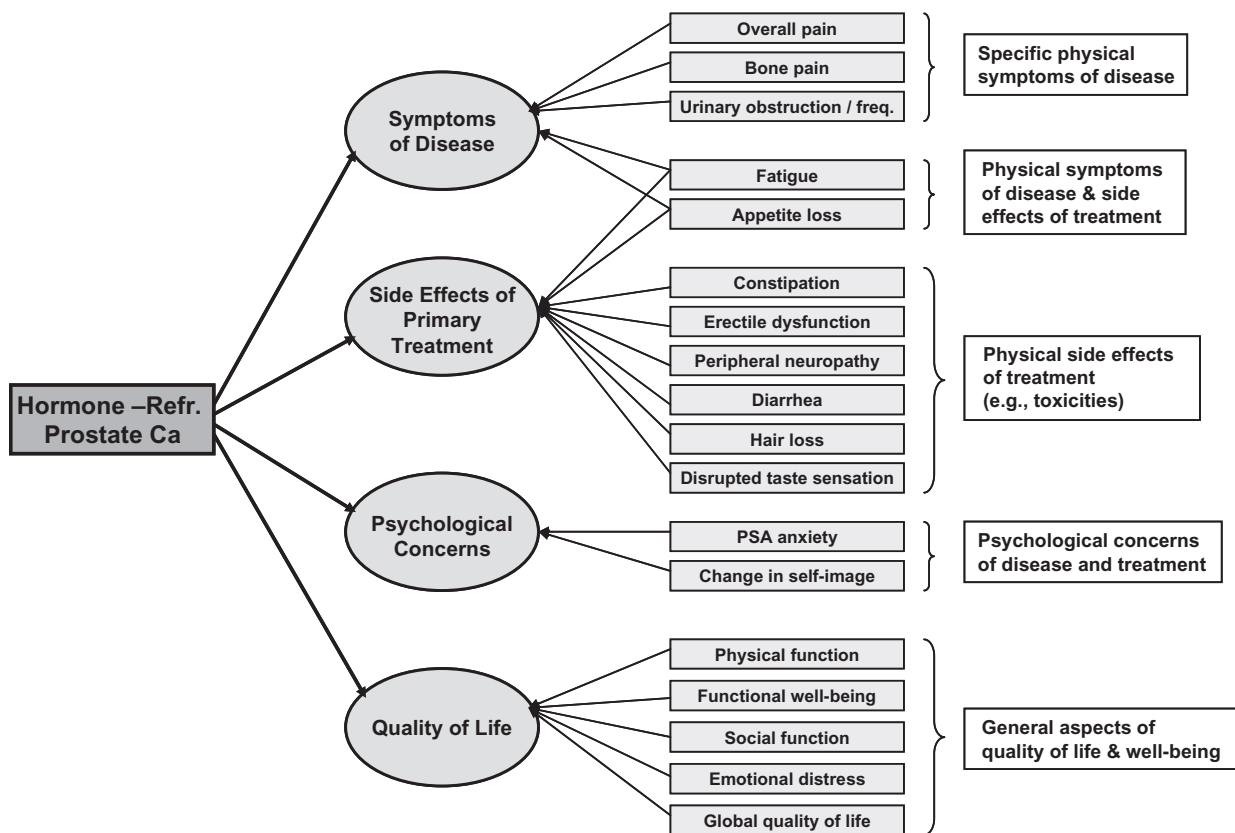 Hormone –Refr.
Prostate Ca
Symptoms
of Disease
Side Effects of
Primary
Treatment
Psychological
Concerns
Quality of Life
Overall pain
Bone pain
Urinary obstruction / freq.
Fatigue
Appetite loss
Constipation
Erectile dysfunction
Peripheral neuropathy
Diarrhea
Hair loss
Disrupted taste sensation
PSA anxiety
Change in self-image
Physical function
Functional well-being
Social function
Emotional distress
Global quality of life
Specific physical
symptoms of disease
Physical symptoms
of disease & side
effects of treatment
Physical side effects
of treatment
(e.g., toxicities)
Psychological concerns
of disease and treatment
General aspects of
quality of life & well-being